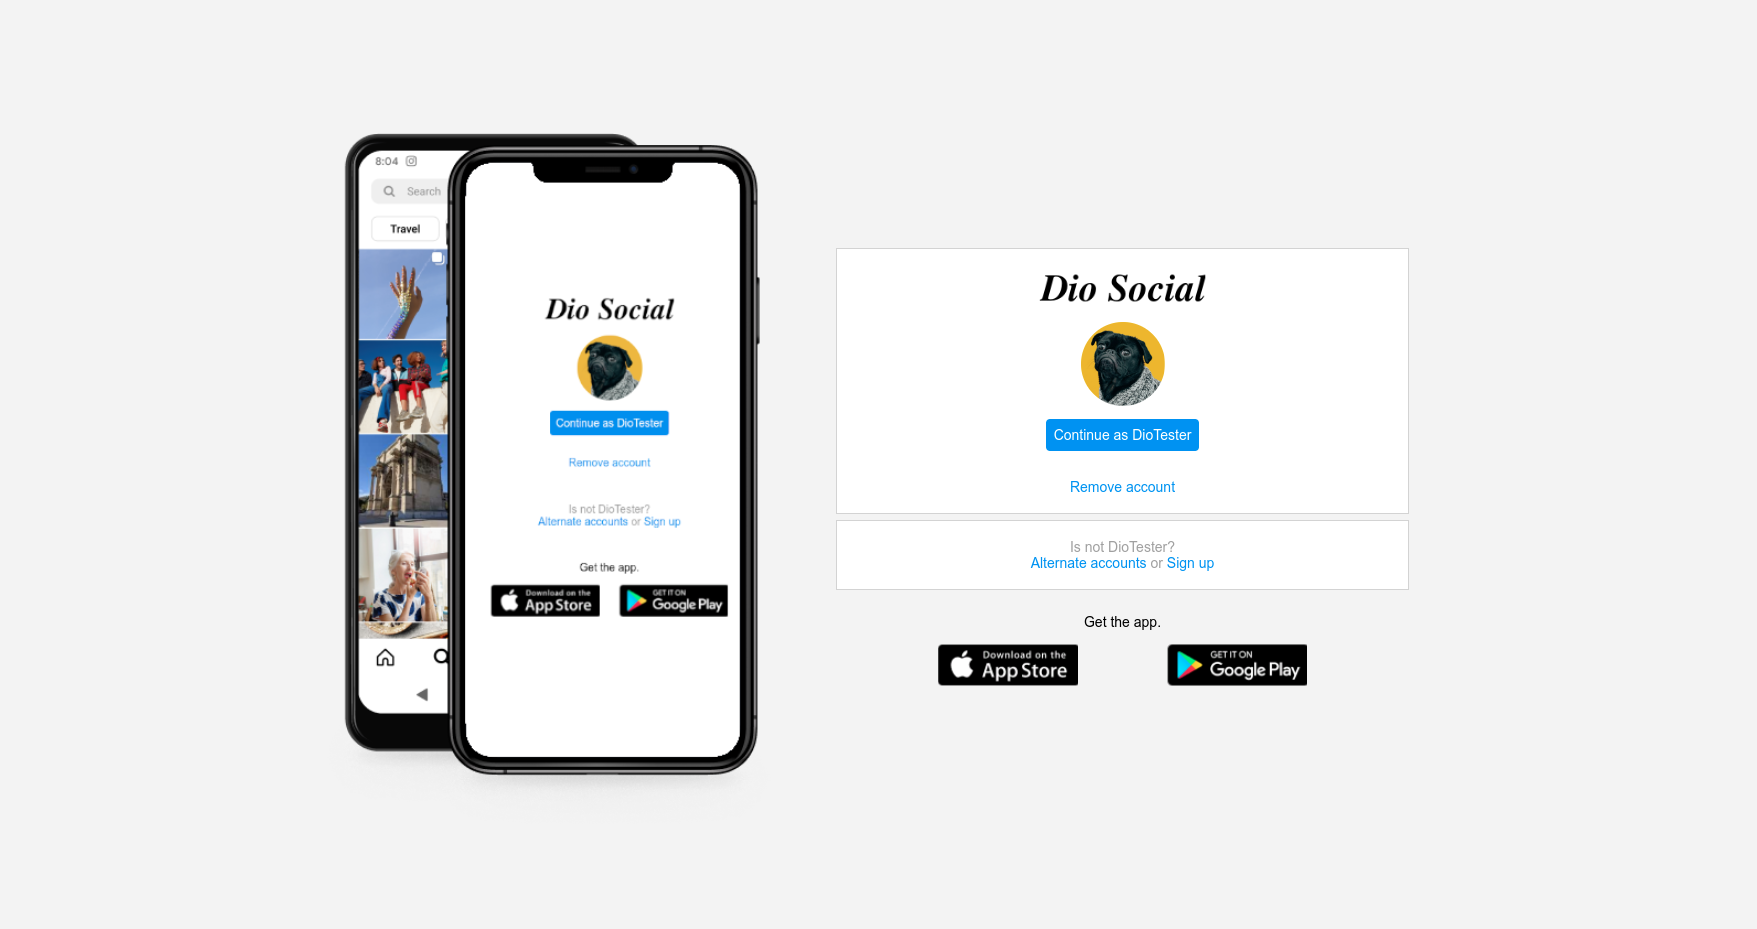 8:04
Search
Travel
Dio Social
Continue as DioTester
Remove account
Is not DioTester?
Alternate accounts or Sign up
Get the app.
Download on the
App Store
GET IT ON
Google Play
Dio Social
Continue as DioTester
Remove account
Is not DioTester?
Alternate accounts or Sign up
Get the app.
Download on the
App Store
GET IT ON
Google Play